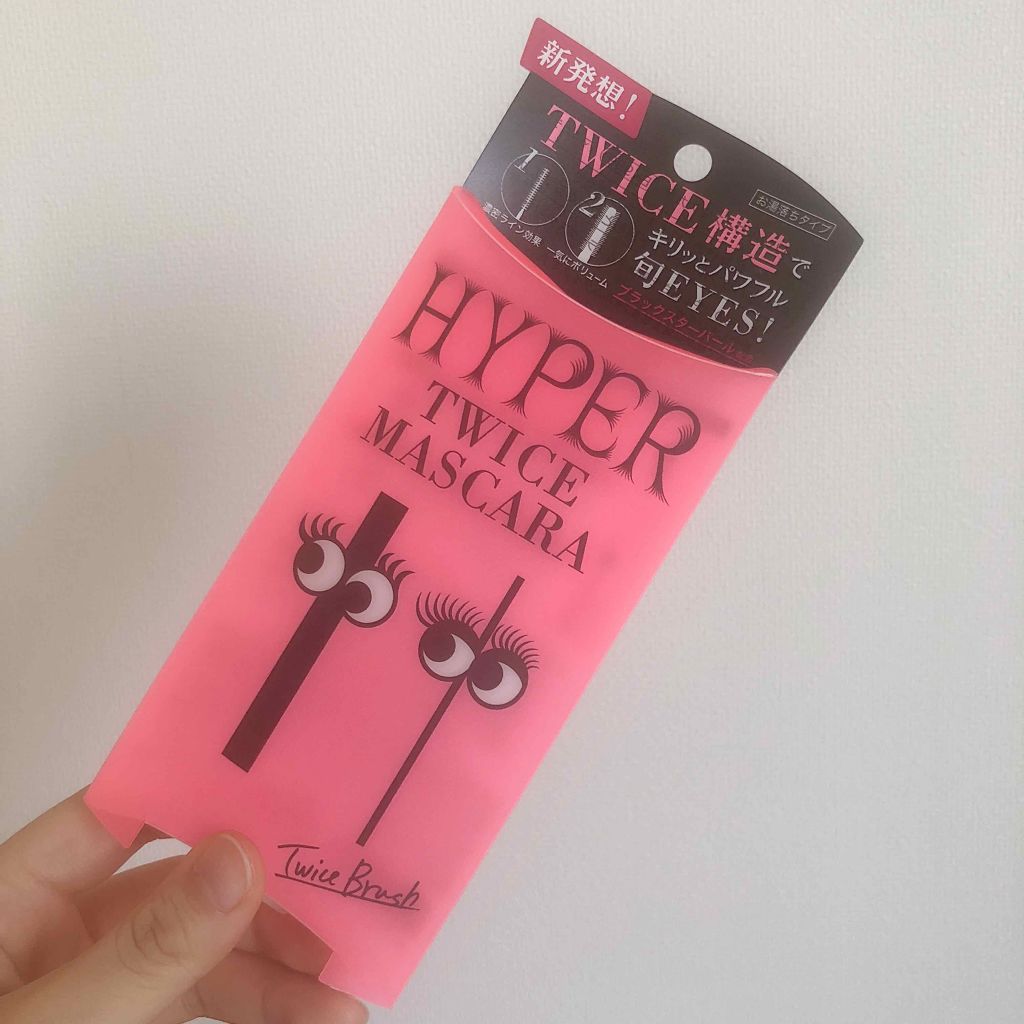 新発想!
TWICE構造で
お湯落ちタイプ
1
濃密ライン効果
2
一気にボリューム
キリッとパワフル
旬EYES!
ブラックスターパール配合
HYPER
TWICE
MASCARA
Twice Brush